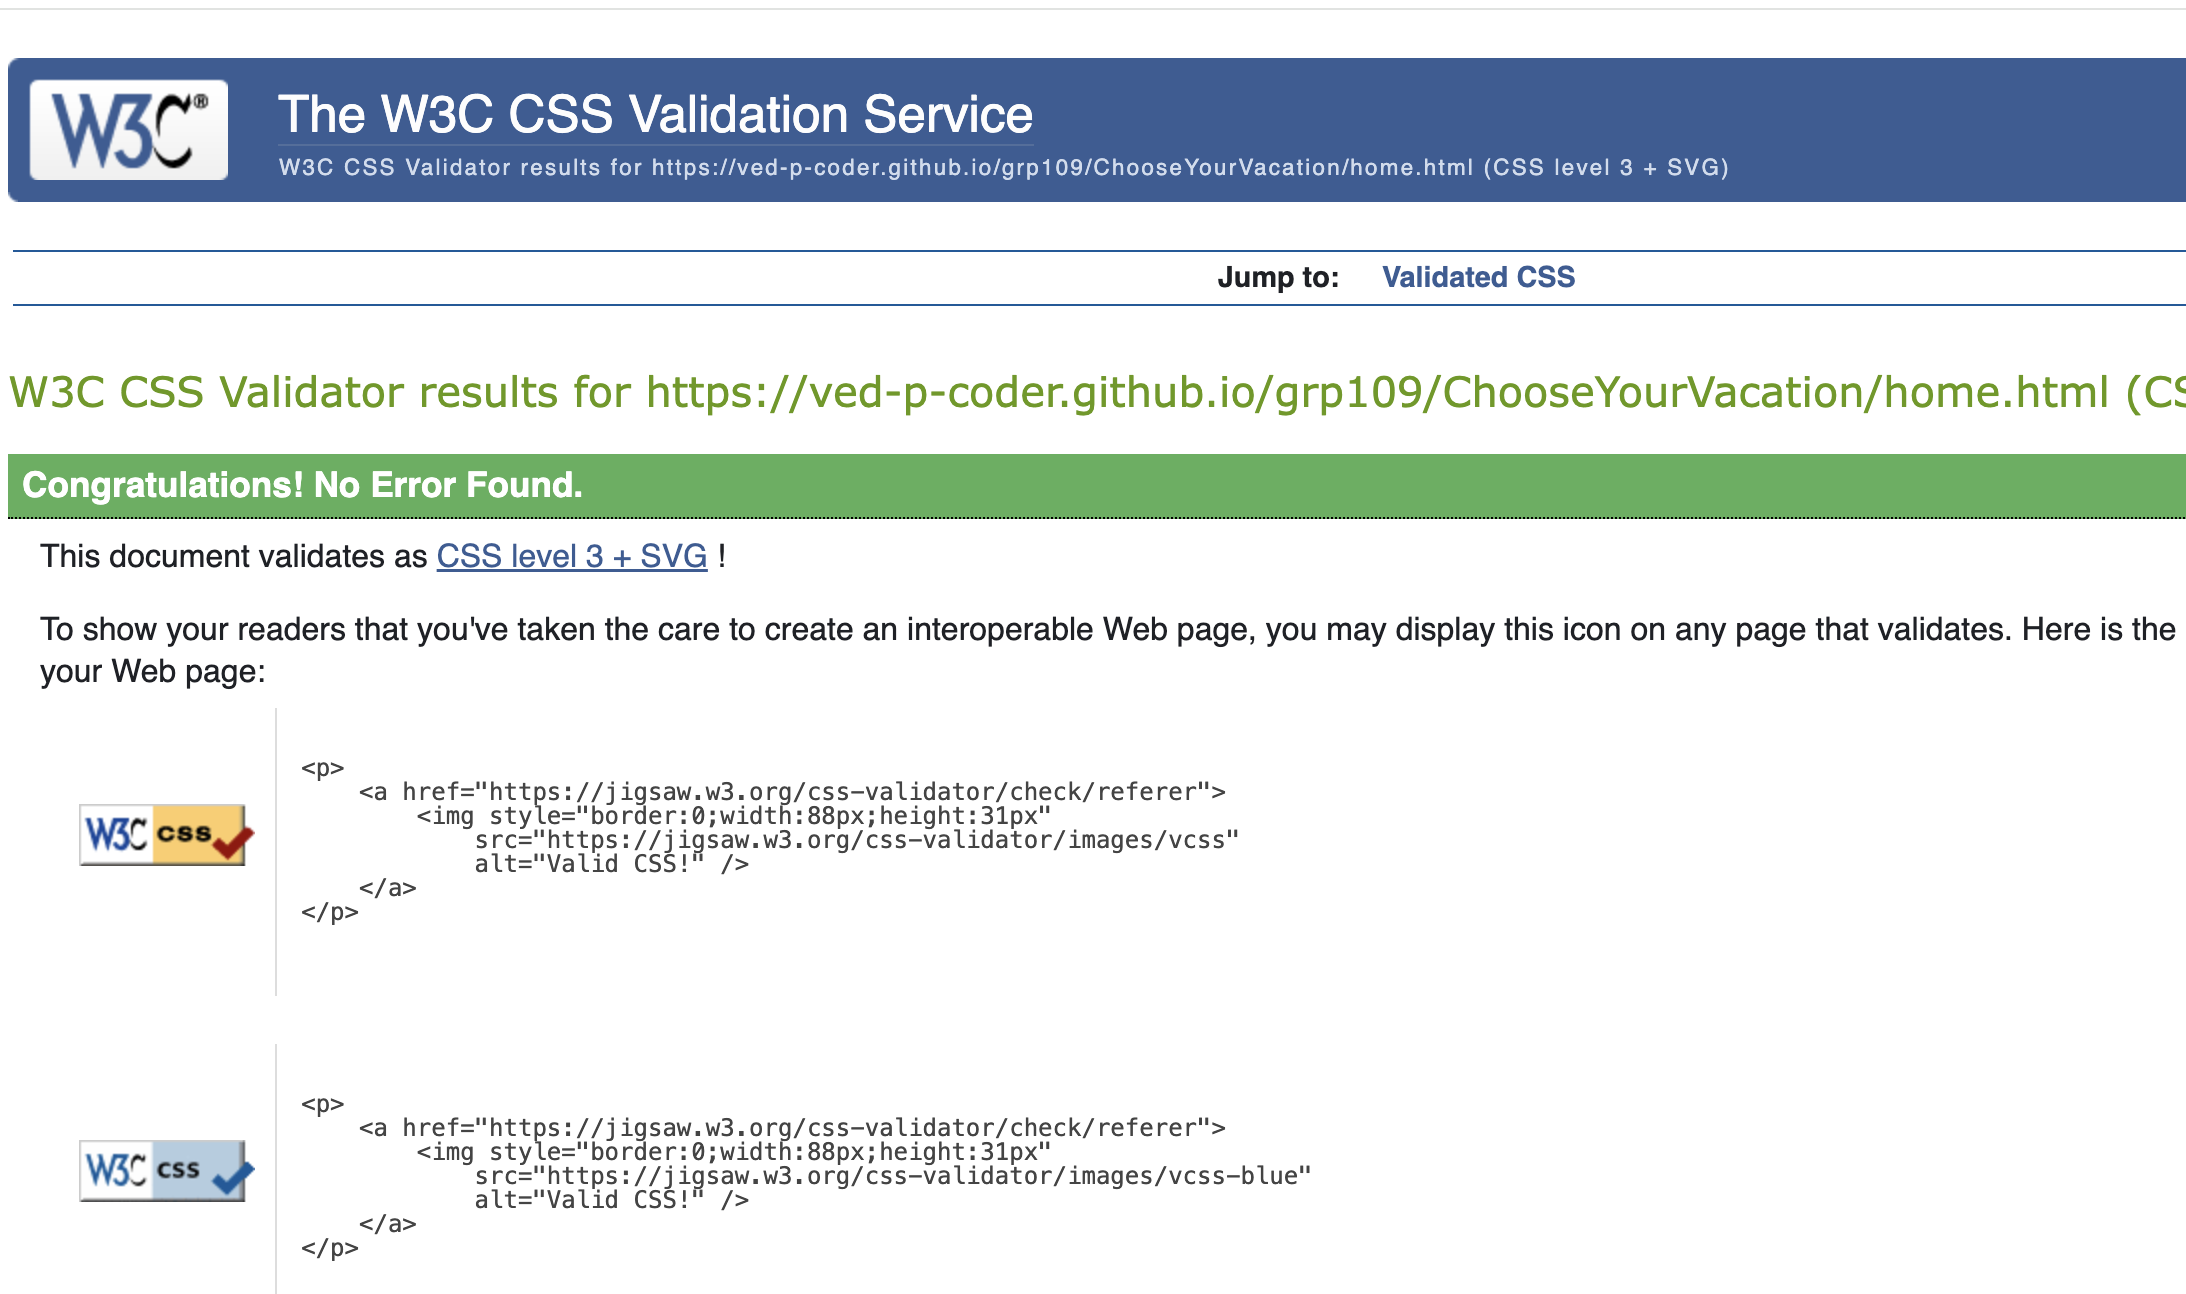 W3C®
The W3C CSS Validation Service
W3C CSS Validator results for https://ved-p-coder.github.io/grp109/ChooseYourVacation/home.html (CSS level 3 + SVG)
Jump to: Validated CSS
W3C CSS Validator results for https://ved-p-coder.github.io/grp109/ChooseYourVacation/home.html (CS
Congratulations! No Error Found.
This document validates as CSS level 3 + SVG !
To show your readers that you've taken the care to create an interoperable Web page, you may display this icon on any page that validates. Here is the
your Web page:
W3C css
<p>
    <a href="https://jigsaw.w3.org/css-validator/check/referer">
        <img style="border:0;width:88px;height:31px"
            src="https://jigsaw.w3.org/css-validator/images/vcss"
            alt="Valid CSS!" />
    </a>
</p>
W3C css
<p>
    <a href="https://jigsaw.w3.org/css-validator/check/referer">
        <img style="border:0;width:88px;height:31px"
            src="https://jigsaw.w3.org/css-validator/images/vcss-blue"
            alt="Valid CSS!" />
    </a>
</p>